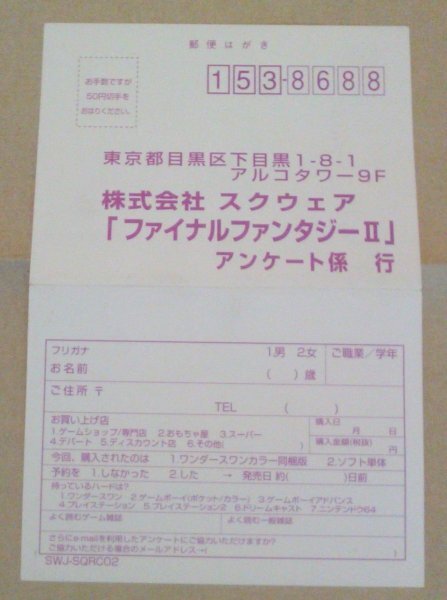 郵便はがき
お手数ですが
50円切手を
おはりください。
153-8688
東京都目黒区下目黒1-8-1
アルコタワー9F
株式会社 スクウェア
「ファイナルファンタジーⅡ」
アンケート係 行
フリガナ
お名前
1.男 2.女
( )歳
ご職業/学年
ご住所 〒
TEL ( )
お買い上げ店
1.ゲームショップ/専門店 2.おもちゃ屋 3.スーパー
4.デパート 5.ディスカウント店 6.その他( )
購入日
月 日
購入金額(税抜)
円
今回、購入されたのは 1.ワンダースワンカラー同梱版 2.ソフト単体
予約を 1.しなかった 2.した → 発売日 約( )日前
持っているハードは?
1.ワンダースワン 2.ゲームボーイ(ポケット/カラー) 3.ゲームボーイアドバンス
4.プレイステーション 5.プレイステーション2 6.ドリームキャスト 7.ニンテンドウ64
よく読むゲーム雑誌
よく読む一般雑誌
さらにe-mailを利用したアンケートにご協力いただけますか?
ご協力いただける場合のメールアドレス→( )
SWJ-SQRC02